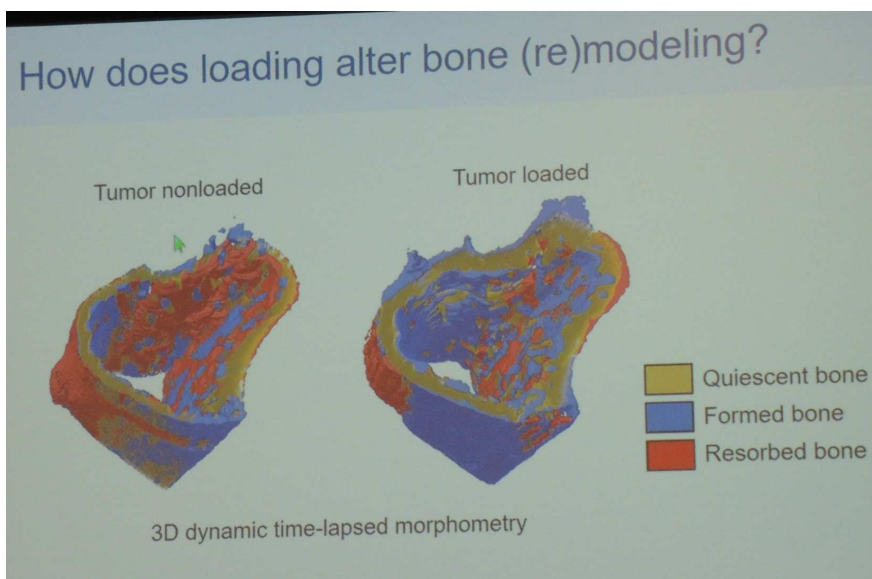 How does loading alter bone (re)modeling?
Tumor nonloaded
Tumor loaded
Quiescent bone
Formed bone
Resorbed bone
3D dynamic time-lapsed morphometry